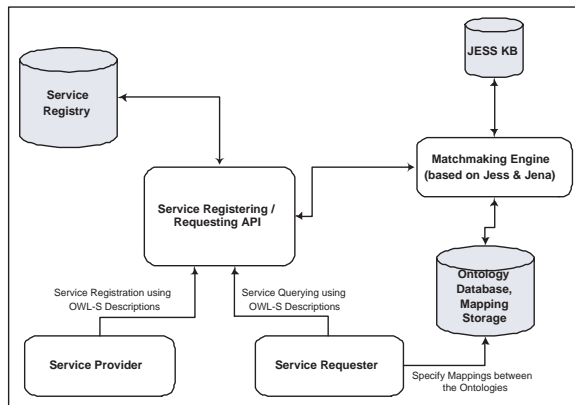 JESS KB
Service
Registry
Matchmaking Engine
(based on Jess & Jena)
Service Registering /
Requesting API
Ontology
Database,
Mapping
Storage
Service Registration using
OWL-S Descriptions
Service Querying using
OWL-S Descriptions
Service Provider
Service Requester
Specify Mappings between
the Ontologies